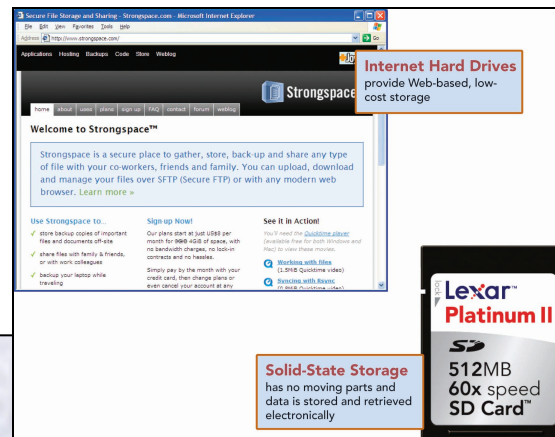 Secure File Storage and Sharing - Strongspace.com - Microsoft Internet Explorer
File Edit View Favorites Tools Help
Address http://www.strongspace.com/ Go
Applications Hosting Backups Code Store Weblog
Strongspace
home about uses plans sign up FAQ contact forum weblog
Welcome to Strongspace™
Strongspace is a secure place to gather, store, back-up and share any type
of file with your co-workers, friends and family. You can upload, download
and manage your files over SFTP (Secure FTP) or with any modern web
browser. Learn more »
Use Strongspace to...
✓ store backup copies of important
files and documents off-site
✓ share files with family & friends,
or with work colleagues
✓ backup your laptop while
traveling
Sign-up Now!
Our plans start at just US$8 per
month for 4GiB of space, with
no bandwidth charges, no lock-in
contracts and no hassles.
Simply pay by the month with your
credit card, then change plans or
even cancel your account at any
See it in Action!
You'll need the Quicktime player
(available free for both Windows and
Mac) to view these movies.
Working with files
(1.5MiB Quicktime video)
Syncing with Rsync
(0.9MiB Quicktime video)
Internet Hard Drives
provide Web-based, low-
cost storage
Solid-State Storage
has no moving parts and
data is stored and retrieved
electronically
lock
Lexar™
Platinum II
SD
512MB
60x speed
SD Card™